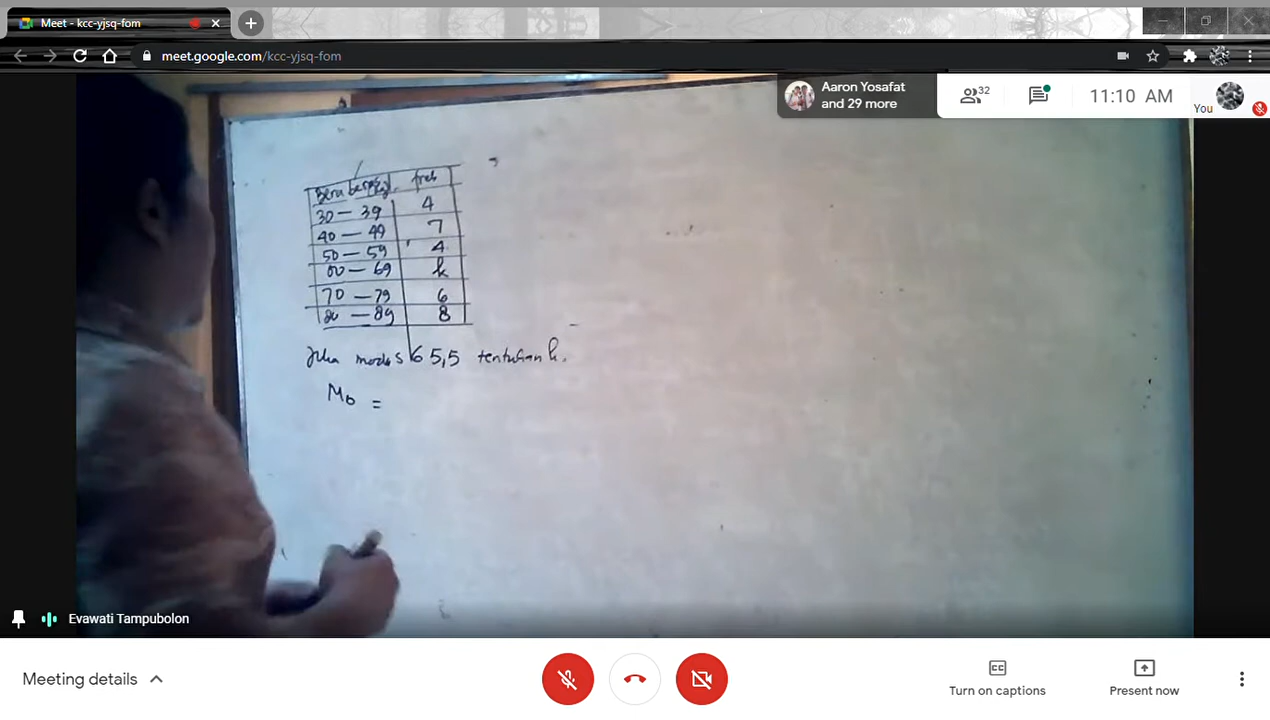 Meet - kcc-yjsq-fom
meet.google.com/kcc-yjsq-fom
Aaron Yosafat
and 29 more
32
11:10 AM
You
frek
30 — 39 4
40 — 49 7
50 — 59 4
60 — 69 k
70 — 79 6
80 — 89 8
Jika modus 65,5 tentukan k.
Mo =
Evawati Tampubolon
Meeting details
Turn on captions
Present now